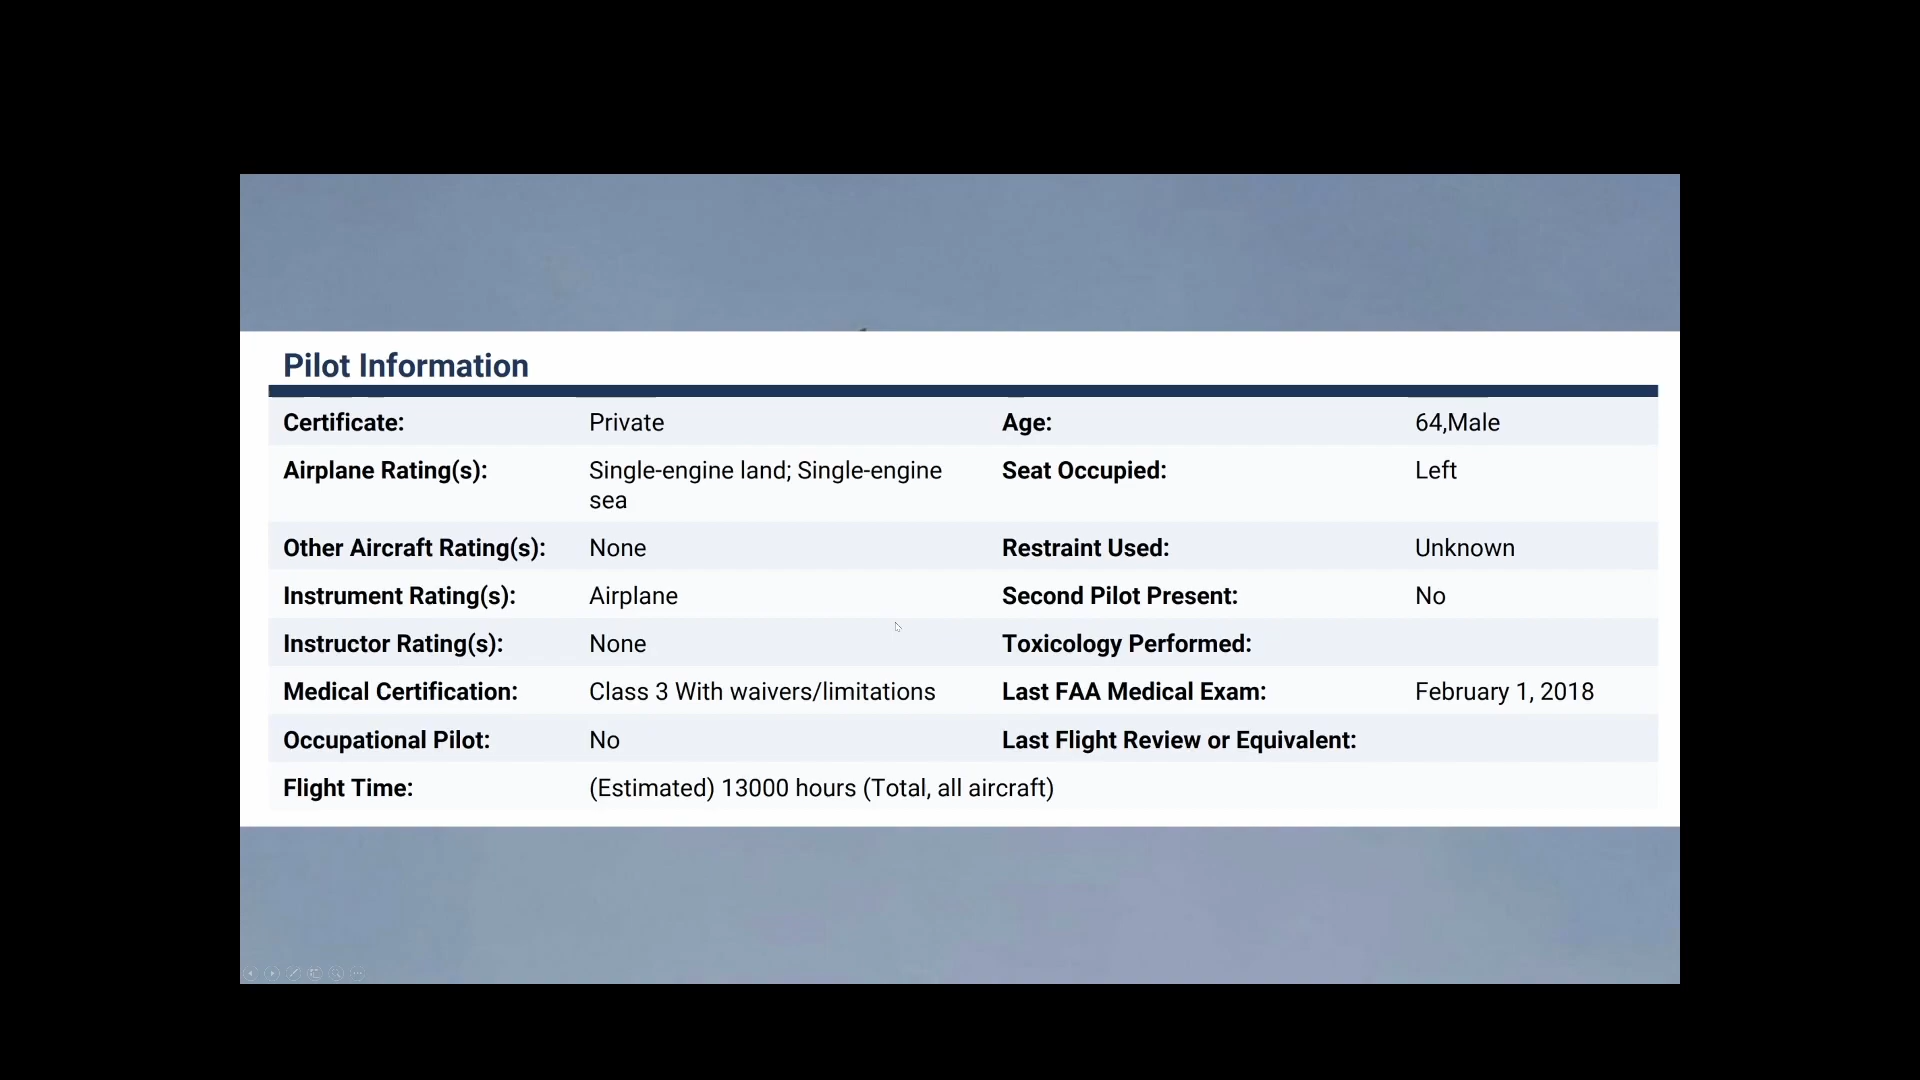 Pilot Information
Certificate: Private Age: 64,Male
Airplane Rating(s): Single-engine land; Single-engine Seat Occupied: Left
sea
Other Aircraft Rating(s): None Restraint Used: Unknown
Instrument Rating(s): Airplane Second Pilot Present: No
Instructor Rating(s): None Toxicology Performed:
Medical Certification: Class 3 With waivers/limitations Last FAA Medical Exam: February 1, 2018
Occupational Pilot: No Last Flight Review or Equivalent:
Flight Time: (Estimated) 13000 hours (Total, all aircraft)